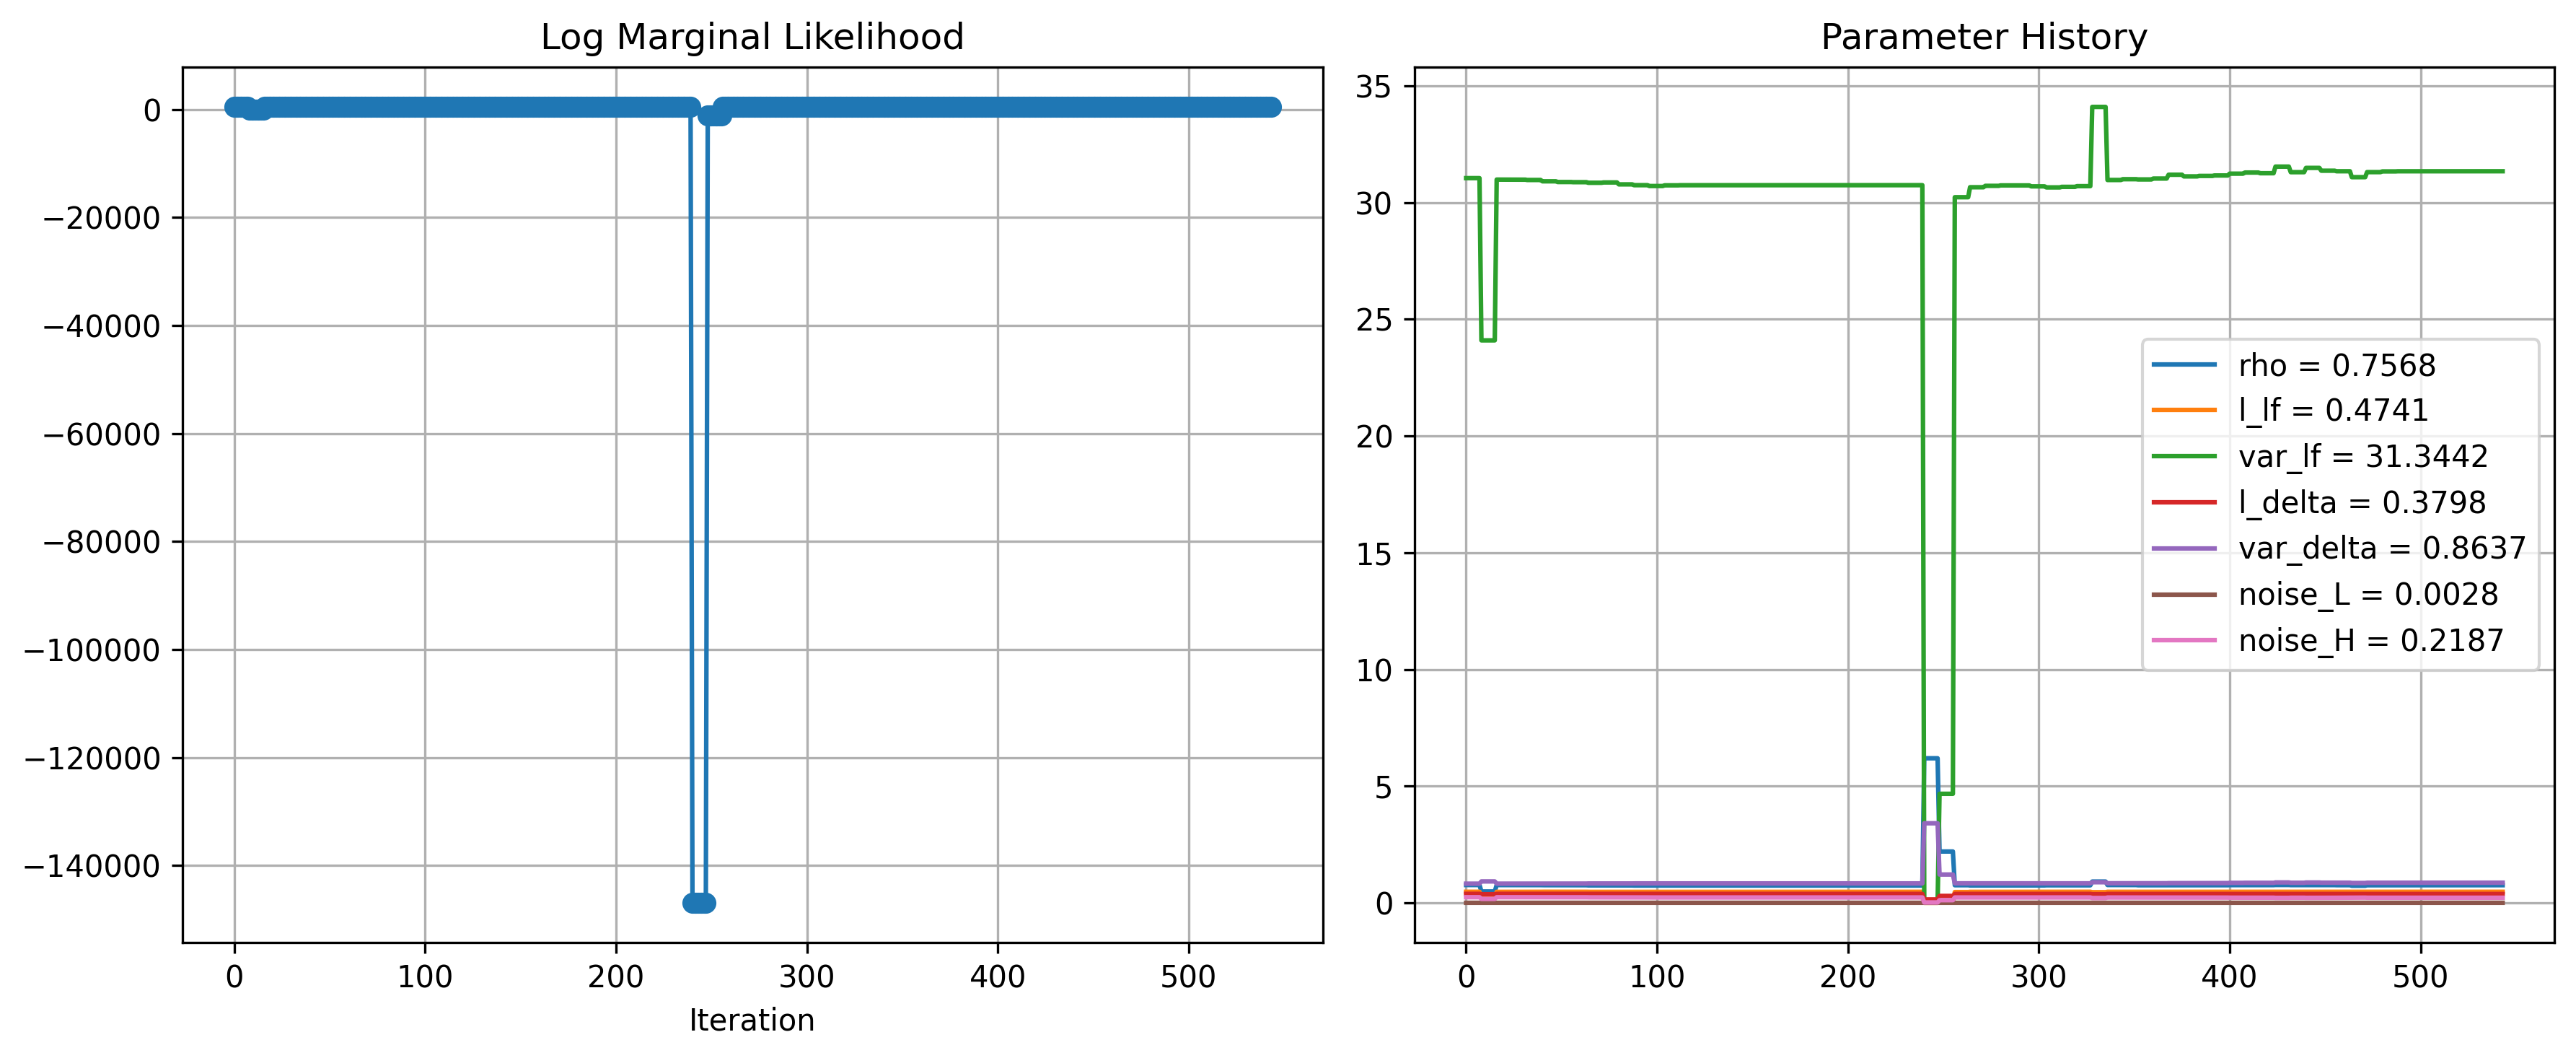 Log Marginal Likelihood
0
−20000
−40000
−60000
−80000
−100000
−120000
−140000
0 100 200 300 400 500
Iteration
Parameter History
35
30
25
20
15
10
5
0
rho = 0.7568
l_lf = 0.4741
var_lf = 31.3442
l_delta = 0.3798
var_delta = 0.8637
noise_L = 0.0028
noise_H = 0.2187
0 100 200 300 400 500